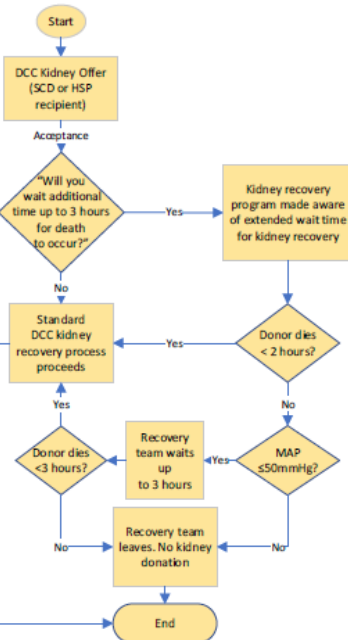 Start
DCC Kidney Offer
(SCD or HSP
recipient)
Acceptance
"Will you
wait additional
time up to 3 hours
for death
to occur?"
Yes
Kidney recovery
program made aware
of extended wait time
for kidney recovery
No
Standard
DCC kidney
recovery process
proceeds
Yes
Donor dies
< 2 hours?
Yes
No
Donor dies
<3 hours?
Recovery
team waits
up
to 3 hours
Yes
MAP
≤50mmHg?
No
Recovery team
leaves. No kidney
donation
No
End